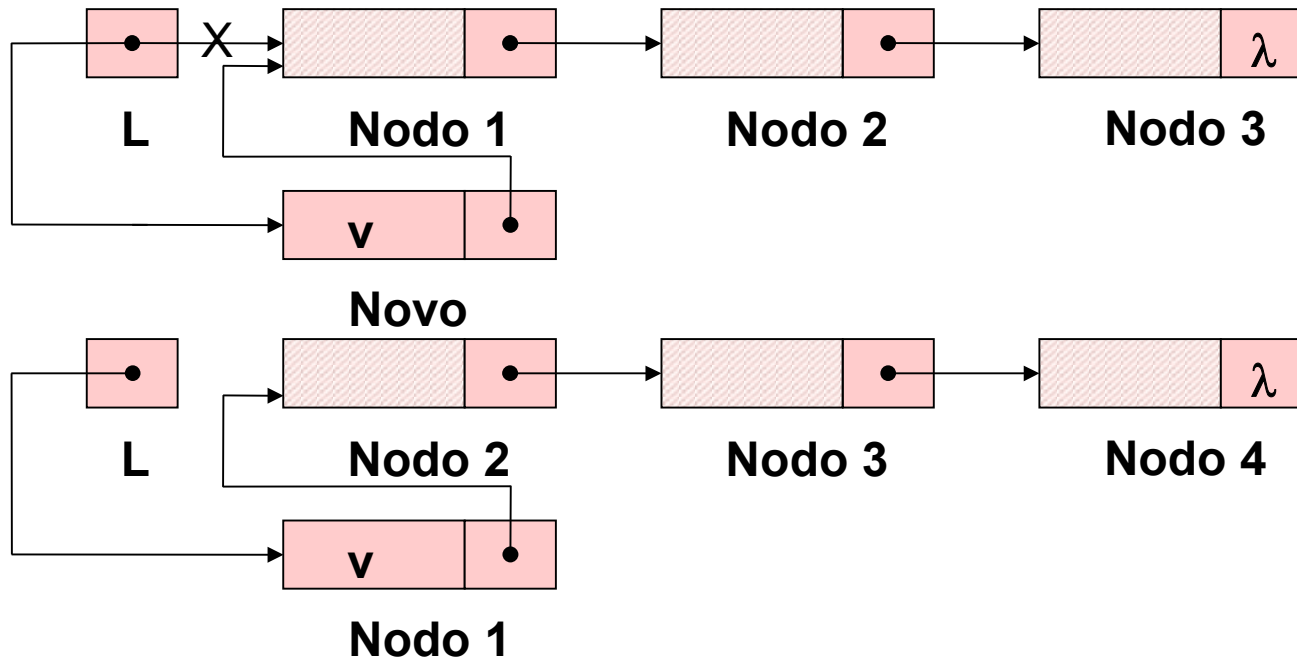 X λ
L Nodo 1 Nodo 2 Nodo 3
v
Novo
λ
L Nodo 2 Nodo 3 Nodo 4
v
Nodo 1